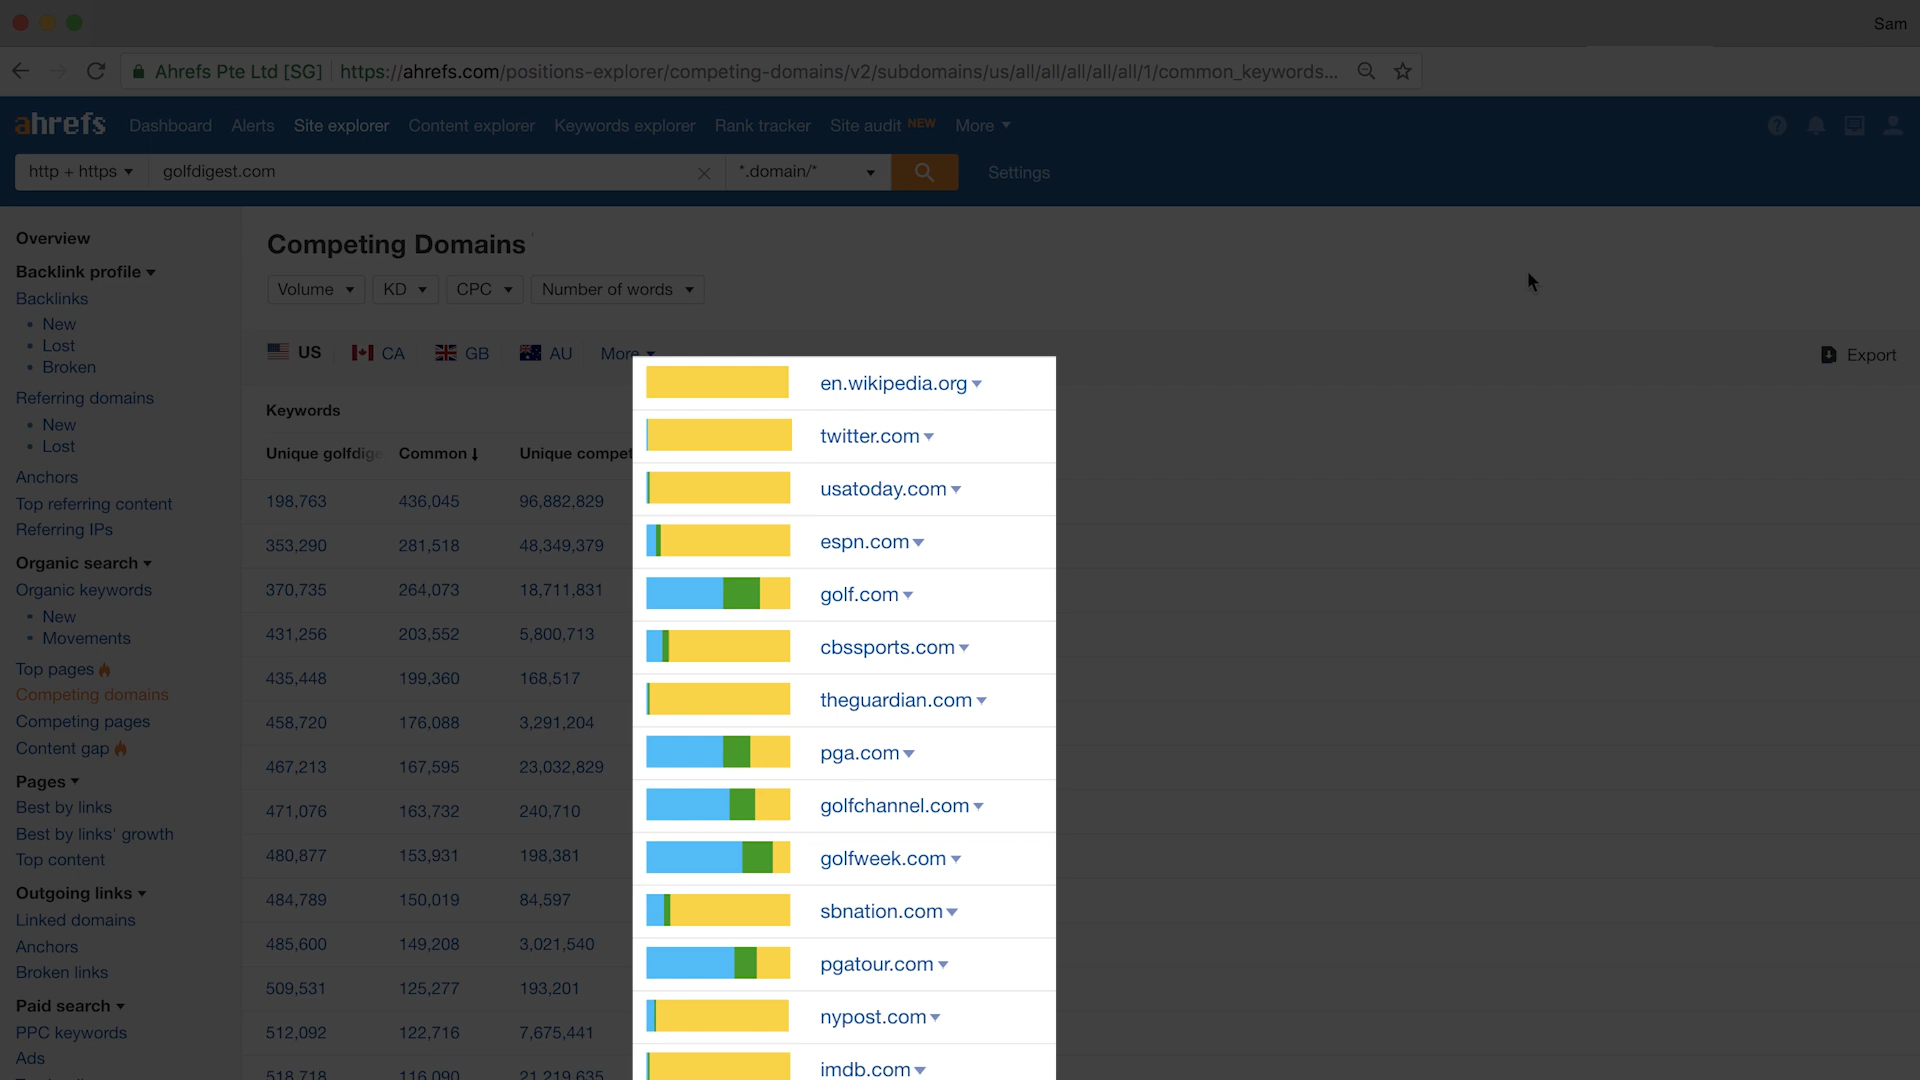 Sam
Ahrefs Pte Ltd [SG] https://ahrefs.com/positions-explorer/competing-domains/v2/subdomains/us/all/all/all/all/all/1/common_keywords...
ahrefs Dashboard Alerts Site explorer Content explorer Keywords explorer Rank tracker Site audit NEW More
http + https golfdigest.com *.domain/* Settings
Overview
Backlink profile
Backlinks
New
Lost
Broken
Referring domains
New
Lost
Anchors
Top referring content
Referring IPs
Organic search
Organic keywords
New
Movements
Top pages
Competing domains
Competing pages
Content gap
Pages
Best by links
Best by links' growth
Top content
Outgoing links
Linked domains
Anchors
Broken links
Paid search
PPC keywords
Ads
Competing Domains
Volume KD CPC Number of words
US CA GB AU More Export
Keywords
Unique golfdige Common Unique compet
198,763 436,045 96,882,829
353,290 281,518 48,349,379
370,735 264,073 18,711,831
431,256 203,552 5,800,713
435,448 199,360 168,517
458,720 176,088 3,291,204
467,213 167,595 23,032,829
471,076 163,732 240,710
480,877 153,931 198,381
484,789 150,019 84,597
485,600 149,208 3,021,540
509,531 125,277 193,201
512,092 122,716 7,675,441
518,718 116,090 21,219,635
en.wikipedia.org
twitter.com
usatoday.com
espn.com
golf.com
cbssports.com
theguardian.com
pga.com
golfchannel.com
golfweek.com
sbnation.com
pgatour.com
nypost.com
imdb.com